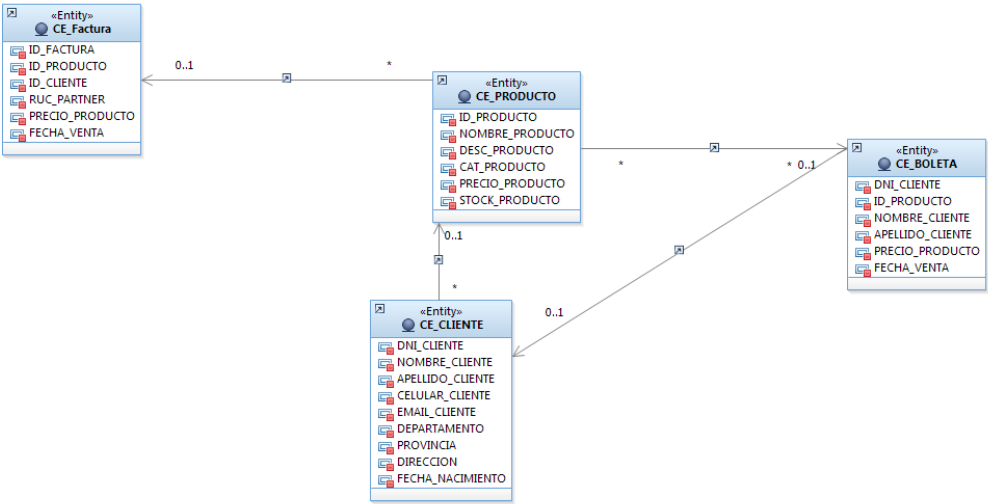 «Entity»
CE_Factura
ID_FACTURA
ID_PRODUCTO
ID_CLIENTE
RUC_PARTNER
PRECIO_PRODUCTO
FECHA_VENTA
0..1
*
«Entity»
CE_PRODUCTO
ID_PRODUCTO
NOMBRE_PRODUCTO
DESC_PRODUCTO
CAT_PRODUCTO
PRECIO_PRODUCTO
STOCK_PRODUCTO
*
* 0..1
«Entity»
CE_BOLETA
DNI_CLIENTE
ID_PRODUCTO
NOMBRE_CLIENTE
APELLIDO_CLIENTE
PRECIO_PRODUCTO
FECHA_VENTA
0..1
*
0..1
«Entity»
CE_CLIENTE
DNI_CLIENTE
NOMBRE_CLIENTE
APELLIDO_CLIENTE
CELULAR_CLIENTE
EMAIL_CLIENTE
DEPARTAMENTO
PROVINCIA
DIRECCION
FECHA_NACIMIENTO